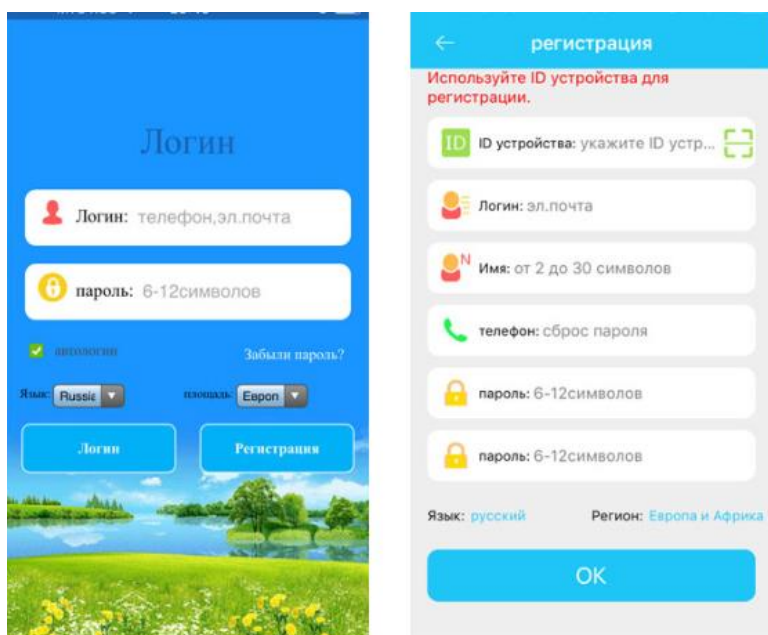 Логин
Логин: телефон,эл.почта
пароль: 6-12символов
автологин
Забыли пароль?
Язык: Russia
площадь: Европ
Логин
Регистрация
регистрация
Используйте ID устройства для
регистрации.
ID ID устройства: укажите ID устр...
Логин: эл.почта
N Имя: от 2 до 30 символов
телефон: сброс пароля
пароль: 6-12символов
пароль: 6-12символов
Язык: русский
Регион: Европа и Африка
OK